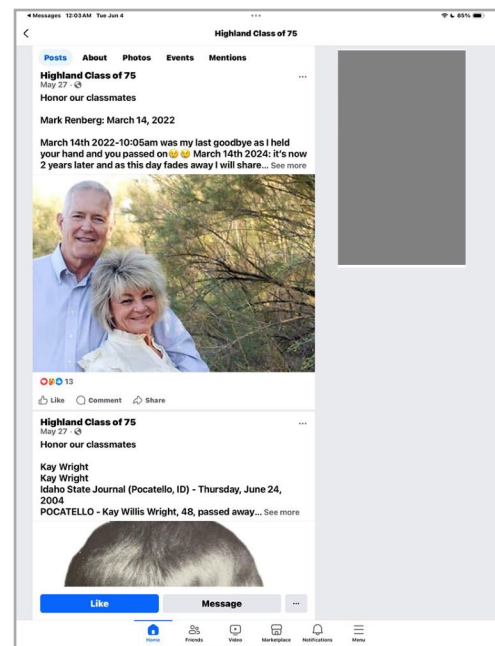 Messages 12:03AM Tue Jun 4
85%
Highland Class of 75
Posts About Photos Events Mentions
Highland Class of 75
May 27 ·
Honor our classmates
Mark Renberg: March 14, 2022
March 14th 2022-10:05am was my last goodbye as I held
your hand and you passed on😢😢 March 14th 2024: it's now
2 years later and as this day fades away I will share... See more
13
Like Comment Share
Highland Class of 75
May 27 ·
Honor our classmates
Kay Wright
Kay Wright
Idaho State Journal (Pocatello, ID) - Thursday, June 24,
2004
POCATELLO - Kay Willis Wright, 48, passed away... See more
Like Message
Home Friends Video Marketplace Notifications Menu